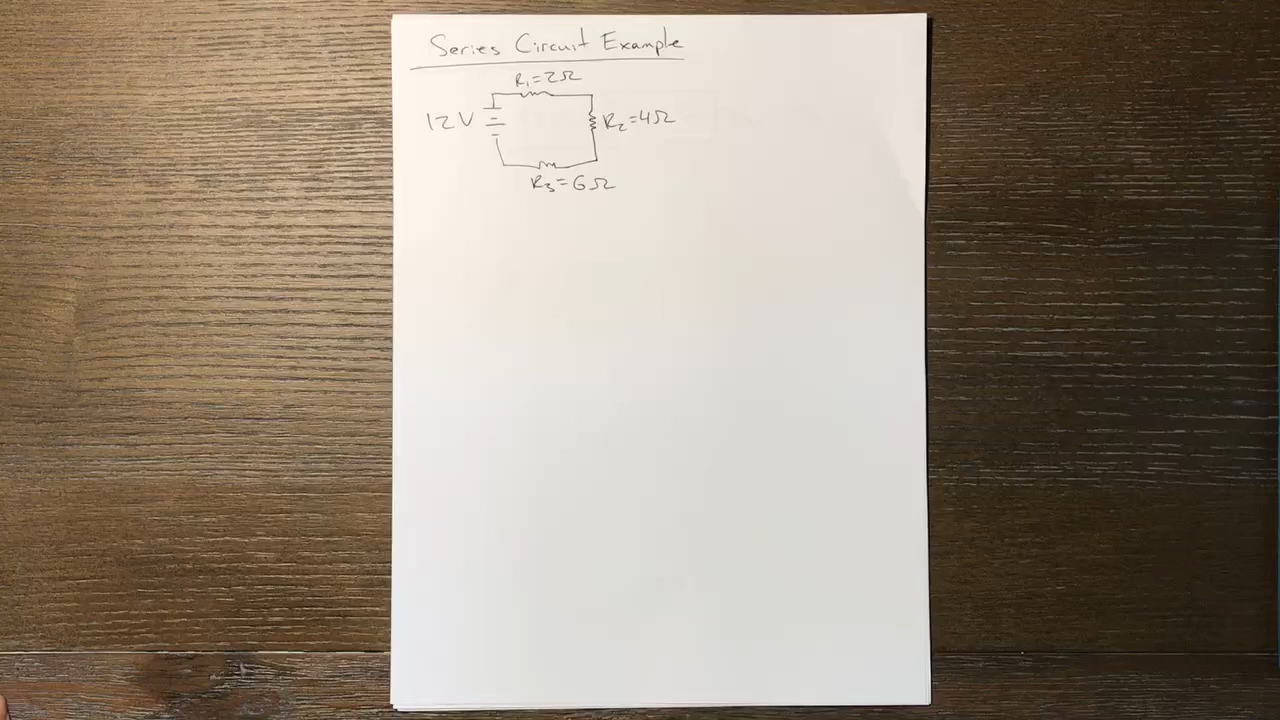 Series Circuit Example
R₁=2Ω
12V
R₂=4Ω
R₃=6Ω